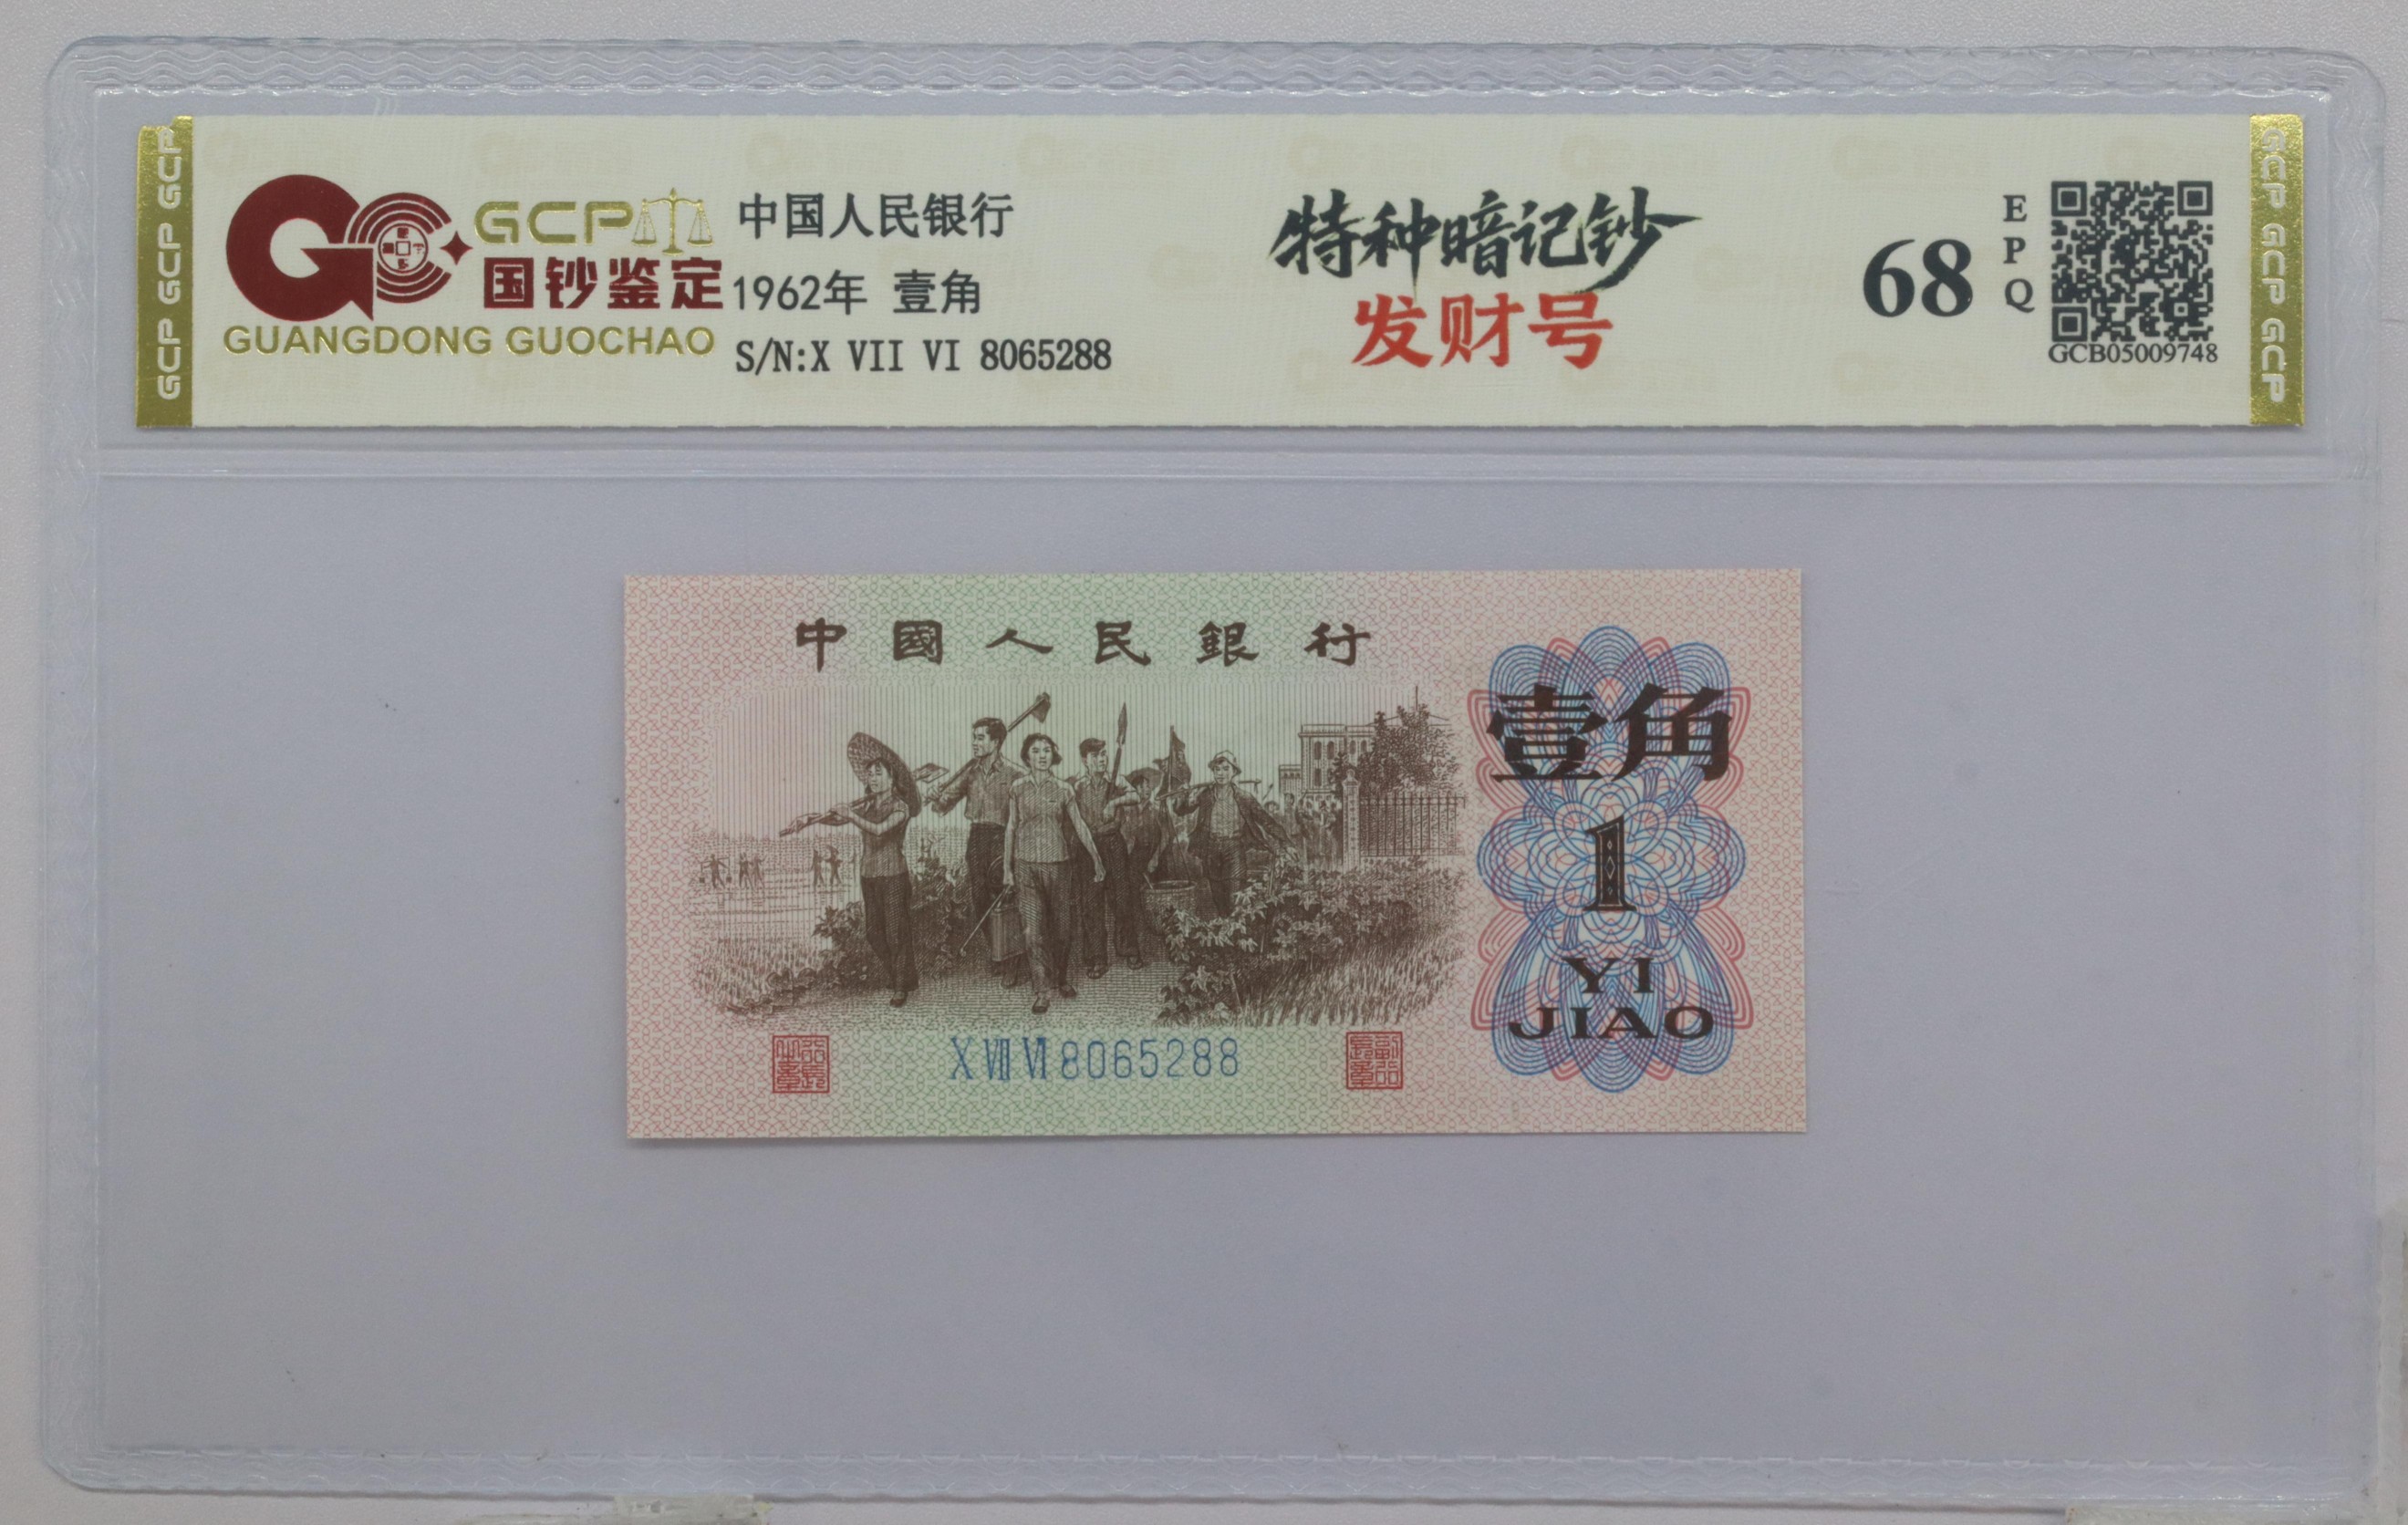 GCP GCP GCP
GCP
国钞鉴定
GUANGDONG GUOCHAO
中国人民银行
1962年 壹角
S/N:X VII VI 8065288
特种暗记钞
发财号
68
E
P
Q
GCB05009748
GCP GCP GCP
中國人民銀行
壹角
1
YI
JIAO
X VII VI 8065288